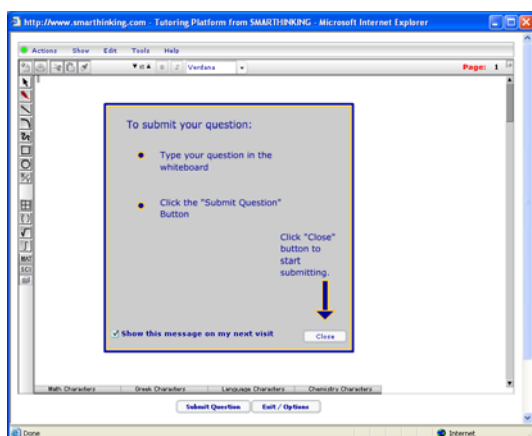 http://www.smarthinking.com - Tutoring Platform from SMARTHINKING - Microsoft Internet Explorer
Actions Show Edit Tools Help
Verdana
Page: 1
To submit your question:
Type your question in the
whiteboard
Click the "Submit Question"
Button
Click "Close"
button to
start
submitting.
Show this message on my next visit
Close
MAT
SCI
Math Characters Greek Characters Language Characters Chemistry Characters
Submit Question Exit / Options
Done Internet